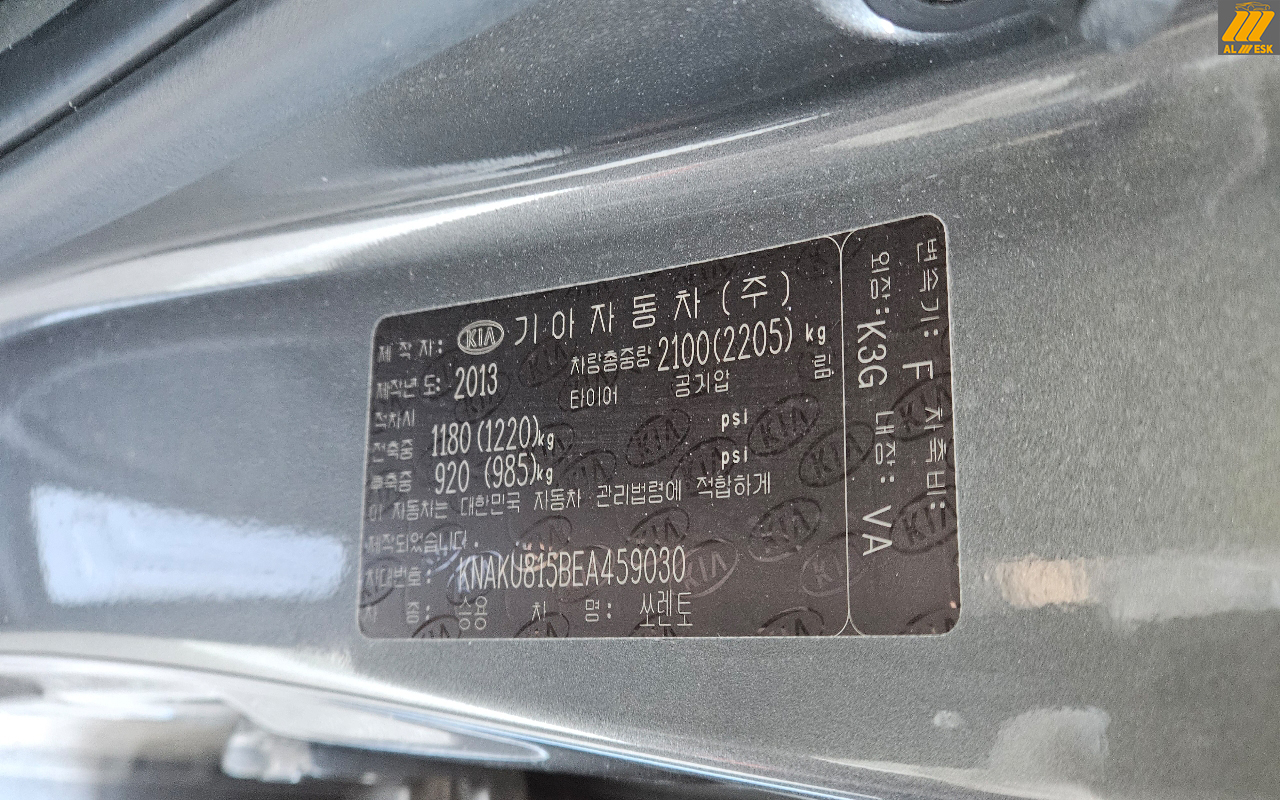 제 작 자: KIA 기 아 자 동 차 ( 주 )
제작년 도: 2013 차량총중량 2100(2205) kg
적차시 타이어 공기압
전축중 1180 (1220)kg psi
후축중 920 (985)kg psi
이 자동차는 대한민국 자동차 관리법령에 적합하게
제작되었습니다.
차대번호: KNAKU815BEA459030
차 종: 승용 차 명: 쏘렌토
변속기: F 차축비:
외장:K3G 내장: VA
AL ESK